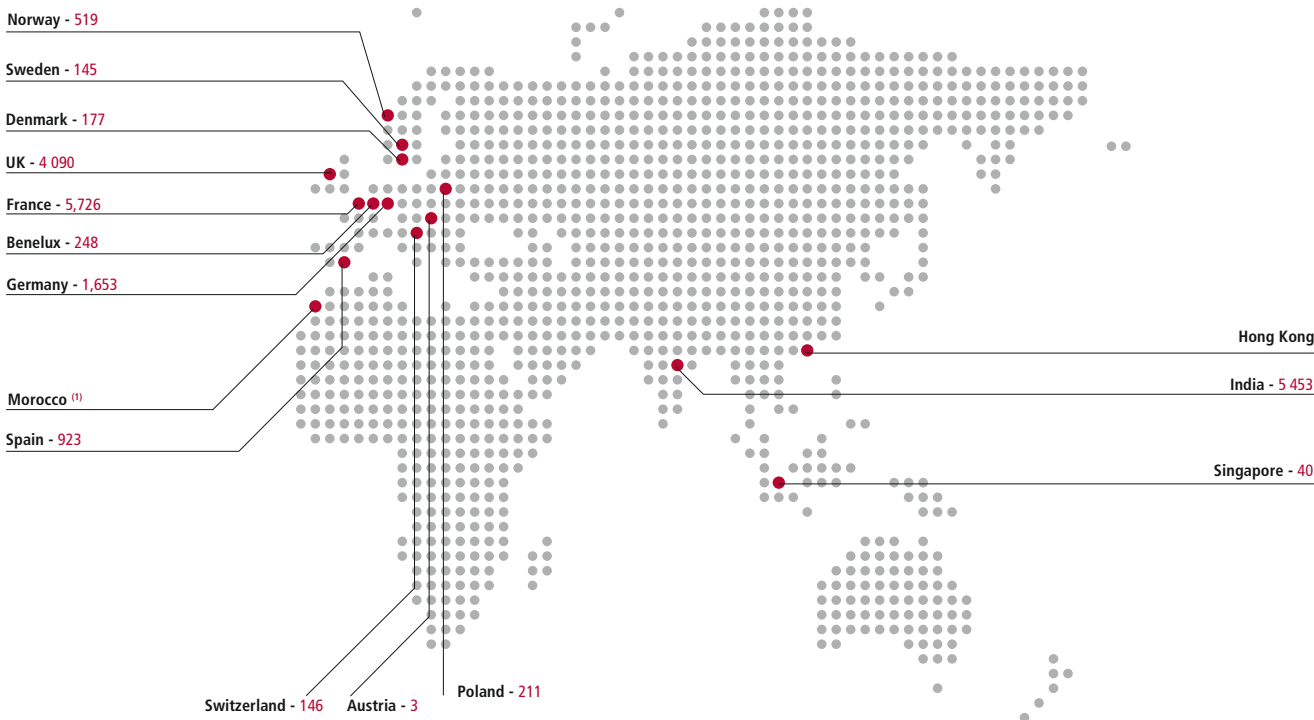 Norway - 519
Sweden - 145
Denmark - 177
UK - 4 090
France - 5,726
Benelux - 248
Germany - 1,653
Morocco (1)
Spain - 923
Hong Kong
India - 5 453
Singapore - 40
Switzerland - 146
Austria - 3
Poland - 211